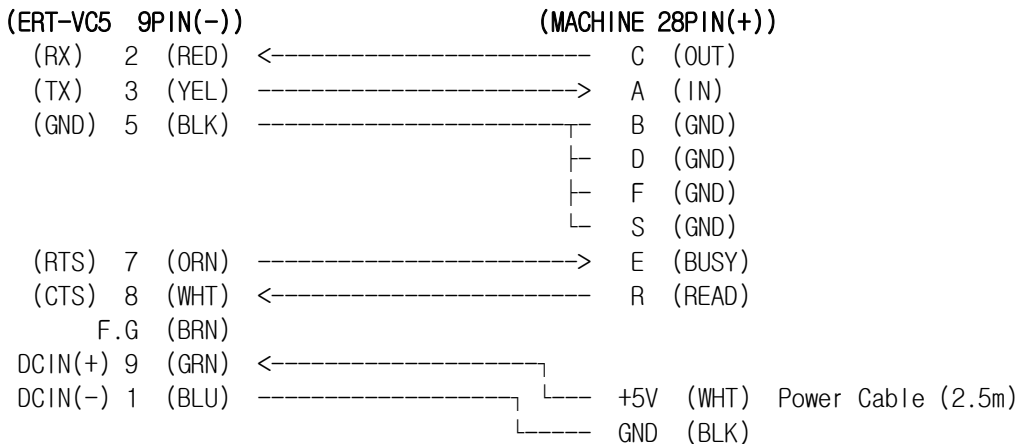 (ERT-VC5 9PIN(-)) (MACHINE 28PIN(+))
(RX) 2 (RED) <-------------------- C (OUT)
(TX) 3 (YEL) --------------------> A (IN)
(GND) 5 (BLK) -------------------┬- B (GND)
├- D (GND)
├- F (GND)
└- S (GND)
(RTS) 7 (ORN) --------------------> E (BUSY)
(CTS) 8 (WHT) <-------------------- R (READ)
F.G (BRN)
DCIN(+) 9 (GRN) <-----------------┐
DCIN(-) 1 (BLU) ----------------┐ └--- +5V (WHT) Power Cable (2.5m)
└----- GND (BLK)